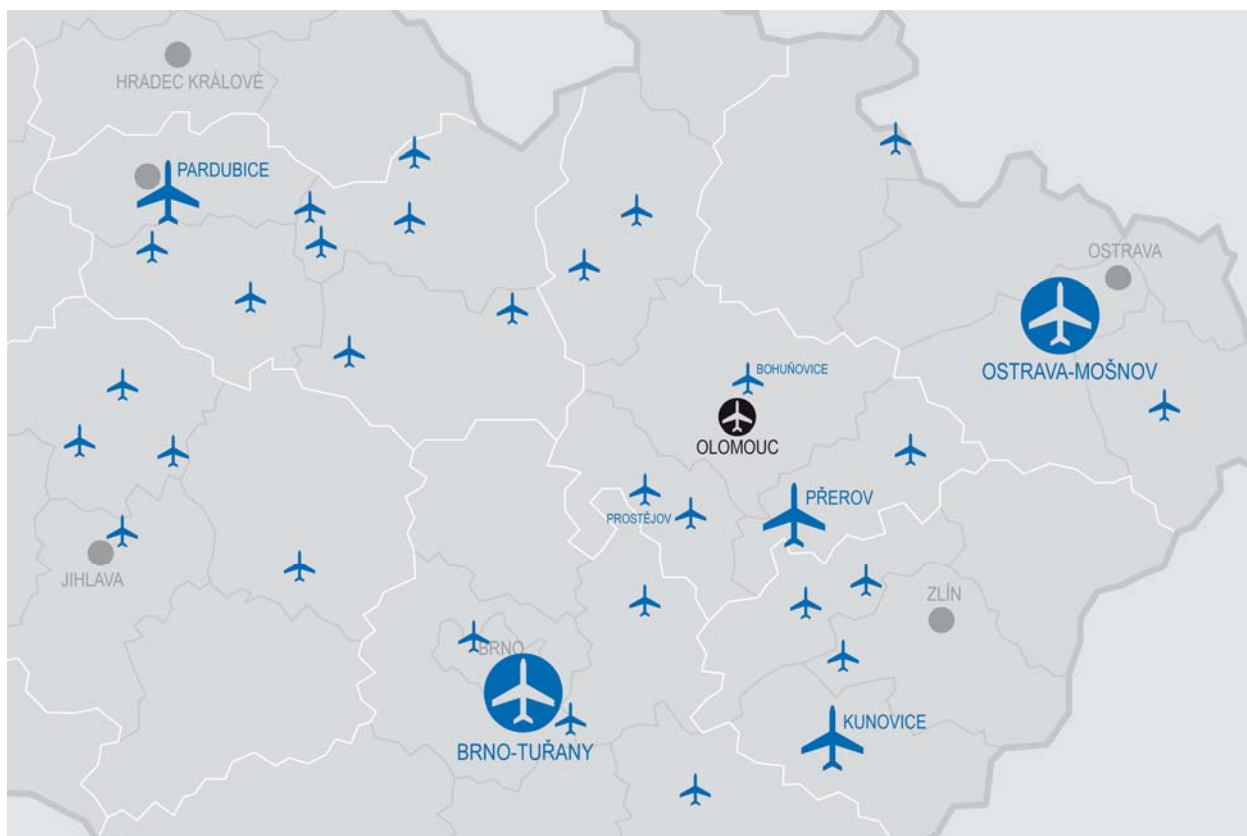 HRADEC KRÁLOVÉ
PARDUBICE
OSTRAVA
OSTRAVA-MOŠNOV
BOHUŇOVICE
OLOMOUC
PŘEROV
PROSTĚJOV
JIHLAVA
ZLÍN
BRNO
KUNOVICE
BRNO-TUŘANY